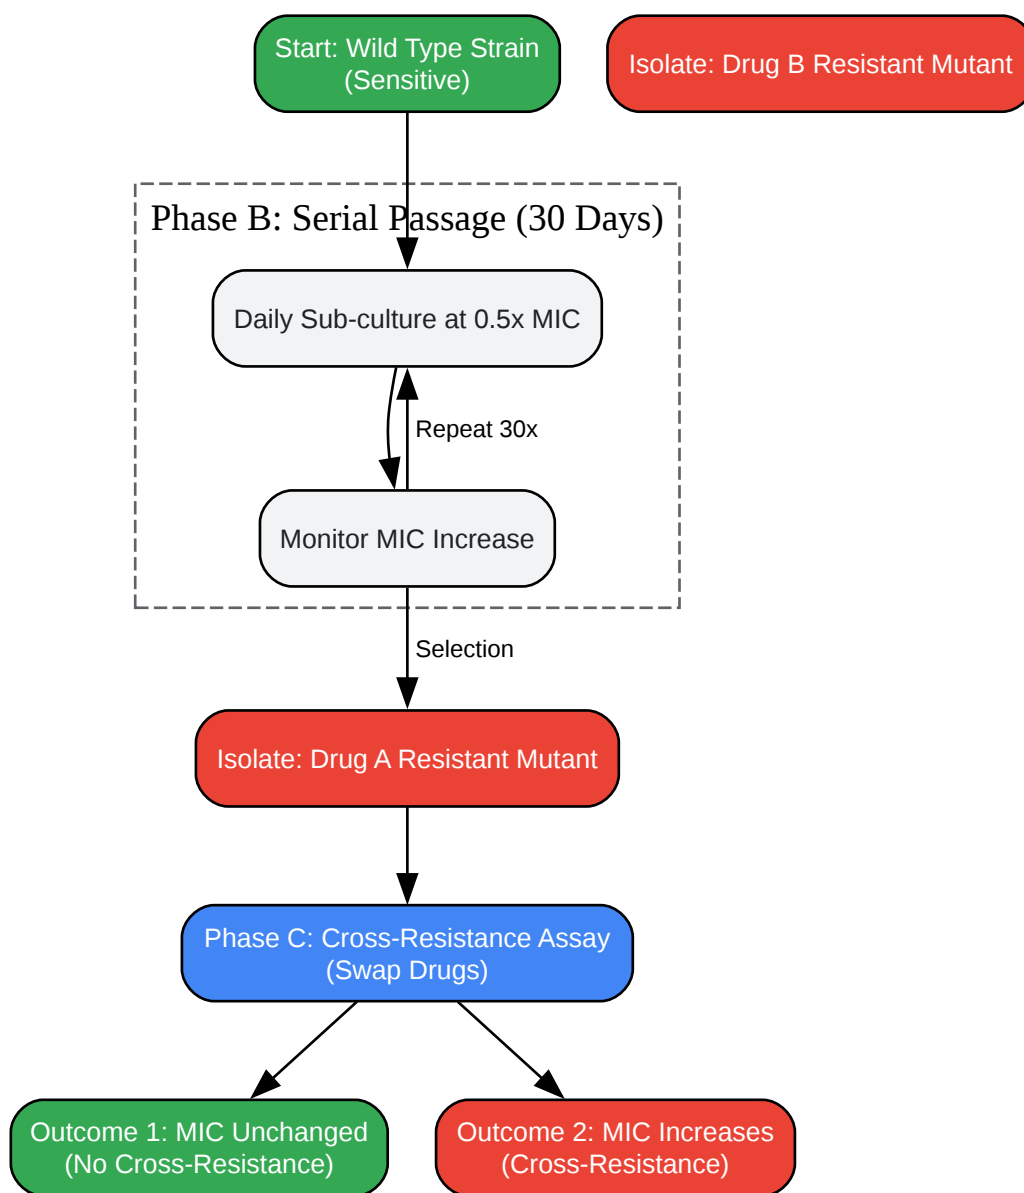 Start: Wild Type Strain
(Sensitive)
Isolate: Drug B Resistant Mutant
Phase B: Serial Passage (30 Days)
Daily Sub-culture at 0.5x MIC
Repeat 30x
Monitor MIC Increase
Selection
Isolate: Drug A Resistant Mutant
Phase C: Cross-Resistance Assay
(Swap Drugs)
Outcome 1: MIC Unchanged
(No Cross-Resistance)
Outcome 2: MIC Increases
(Cross-Resistance)